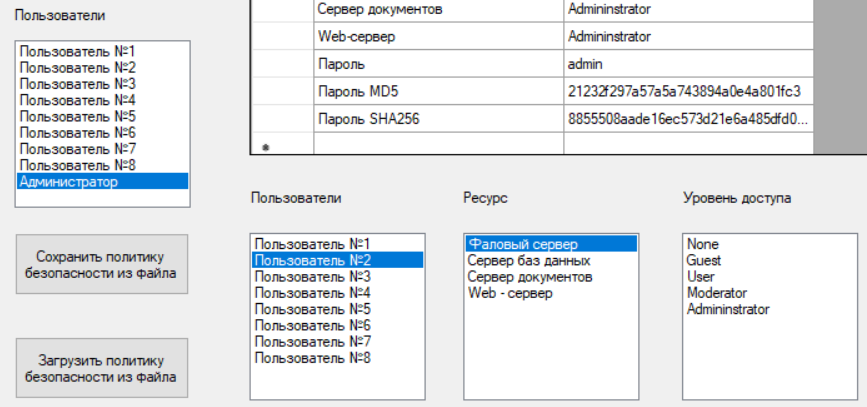 Пользователи
Пользователь №1
Пользователь №2
Пользователь №3
Пользователь №4
Пользователь №5
Пользователь №6
Пользователь №7
Пользователь №8
Администратор
Сохранить политику
безопасности из файла
Загрузить политику
безопасности из файла
Сервер документов Admininstrator
Web-сервер Admininstrator
Пароль admin
Пароль MD5 21232f297a57a5a743894a0e4a801fc3
Пароль SHA256 8855508aade16ec573d21e6a485dfd0...
*
Пользователи
Пользователь №1
Пользователь №2
Пользователь №3
Пользователь №4
Пользователь №5
Пользователь №6
Пользователь №7
Пользователь №8
Ресурс
Фаловый сервер
Сервер баз данных
Сервер документов
Web - сервер
Уровень доступа
None
Guest
User
Moderator
Admininstrator